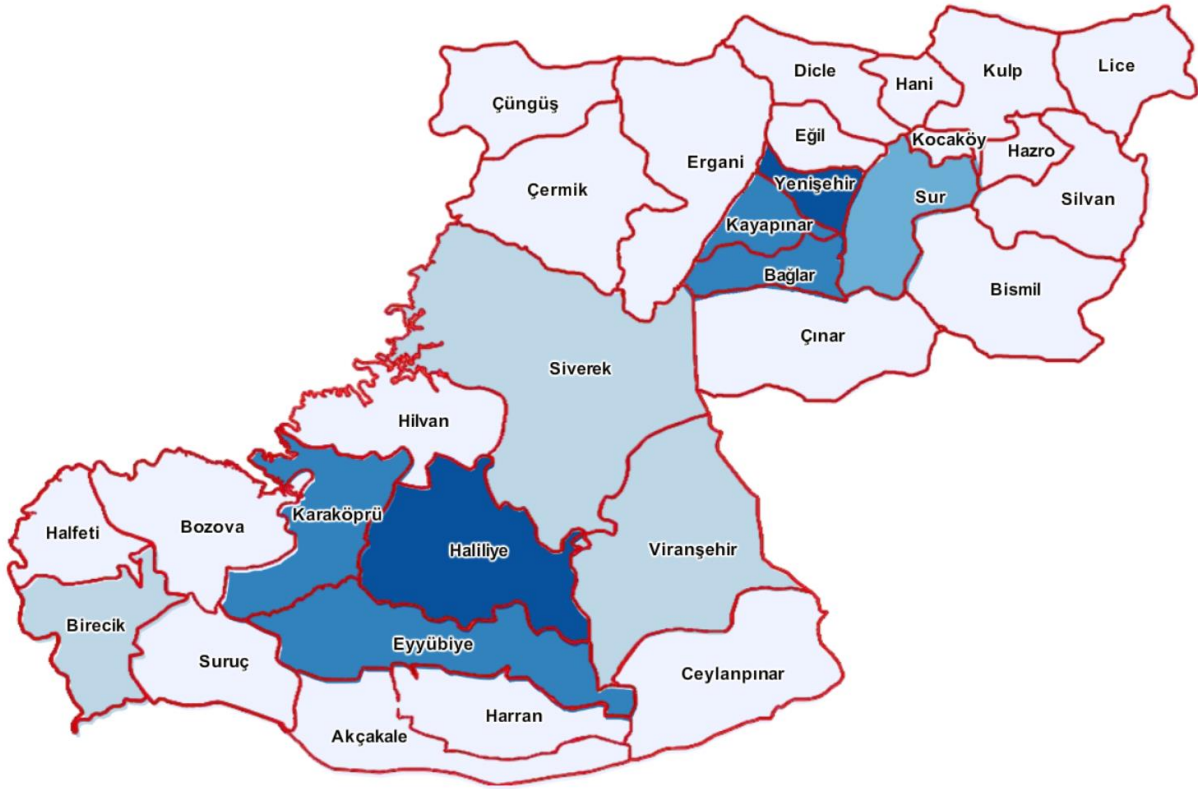 Lice
Kulp
Dicle
Hani
Çüngüş
Eğil
Kocaköy
Hazro
Ergani
Yenişehir
Çermik
Sur
Silvan
Kayapınar
Bağlar
Bismil
Çınar
Siverek
Hilvan
Karaköprü
Bozova
Halfeti
Haliliye
Viranşehir
Birecik
Eyyübiye
Suruç
Ceylanpınar
Harran
Akçakale